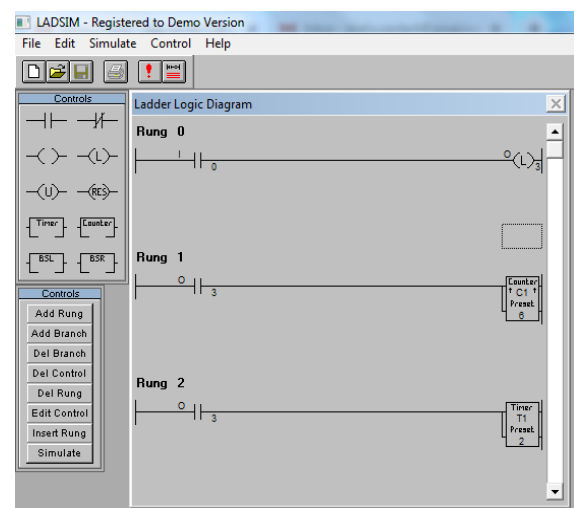 LADSIM - Registered to Demo Version
File Edit Simulate Control Help
Controls
L
U RES
Timer Counter
BSL BSR
Controls
Add Rung
Add Branch
Del Branch
Del Control
Del Rung
Edit Control
Insert Rung
Simulate
Ladder Logic Diagram
Rung 0
I 0 O L 3
Rung 1
O 3
Counter
↑ C1 ↑
Preset
6
Rung 2
O 3
Timer
T1
Preset
2